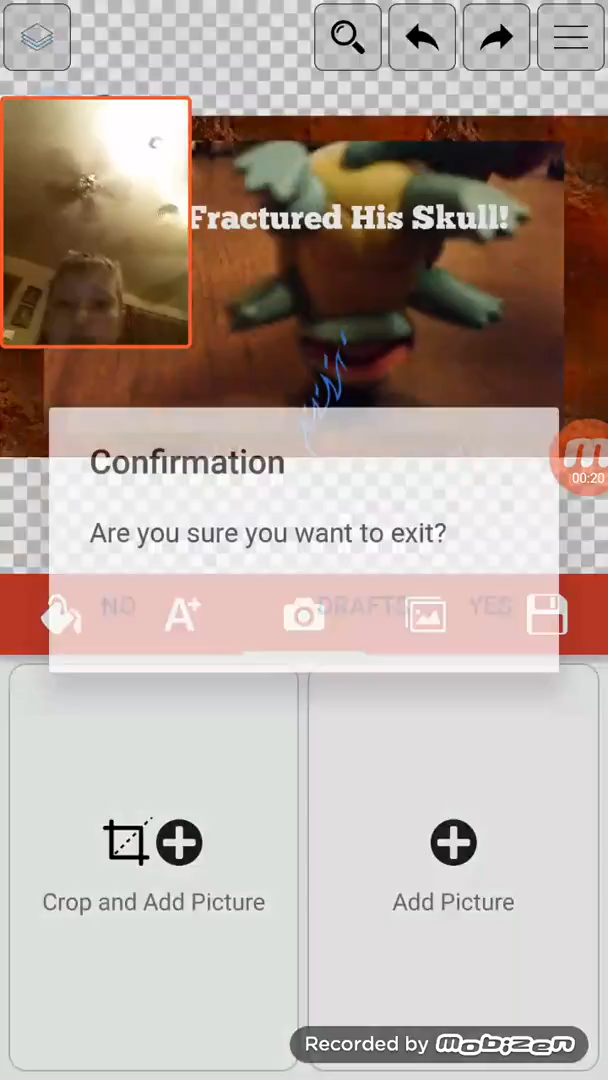 Fractured His Skull!
00:20
Confirmation
Are you sure you want to exit?
NO DRAFTS YES
A+
Crop and Add Picture
Add Picture
Recorded by mobizen